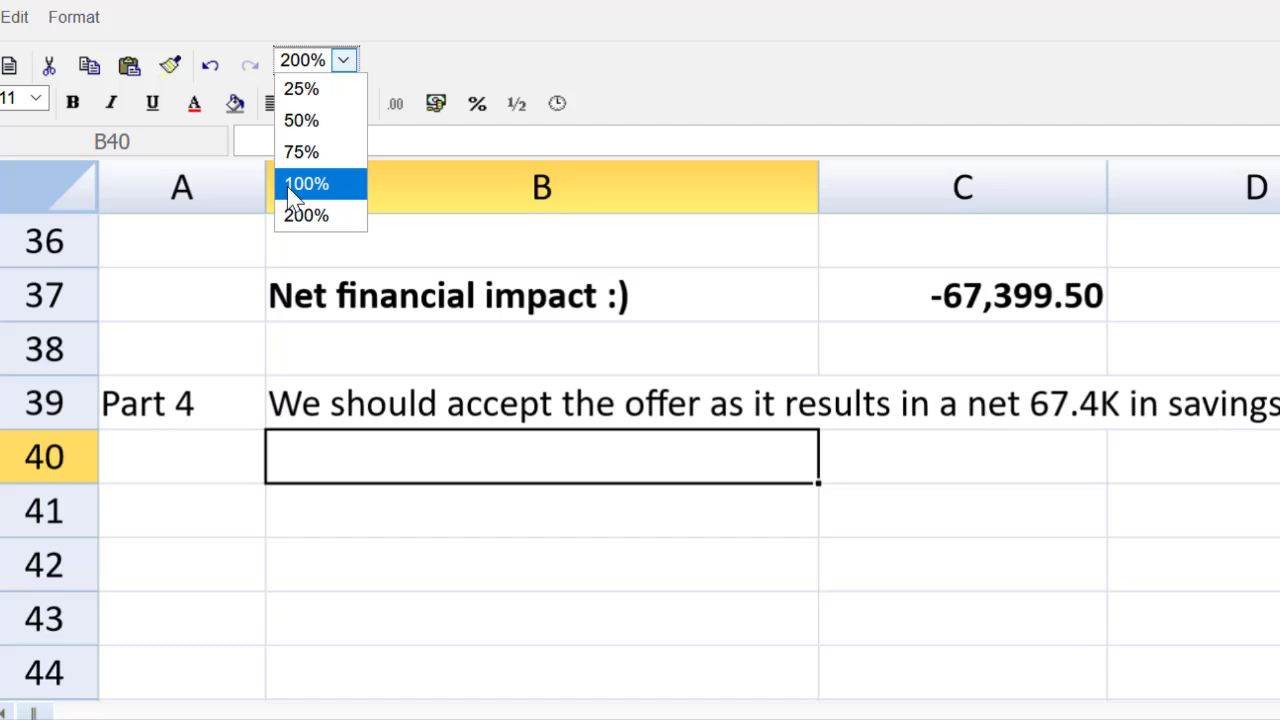 Edit Format
200%
25%
50%
75%
100%
200%
11 B I U A .00 % ½
B40
A B C D
36
37 Net financial impact :) -67,399.50
38
39 Part 4 We should accept the offer as it results in a net 67.4K in savings
40
41
42
43
44